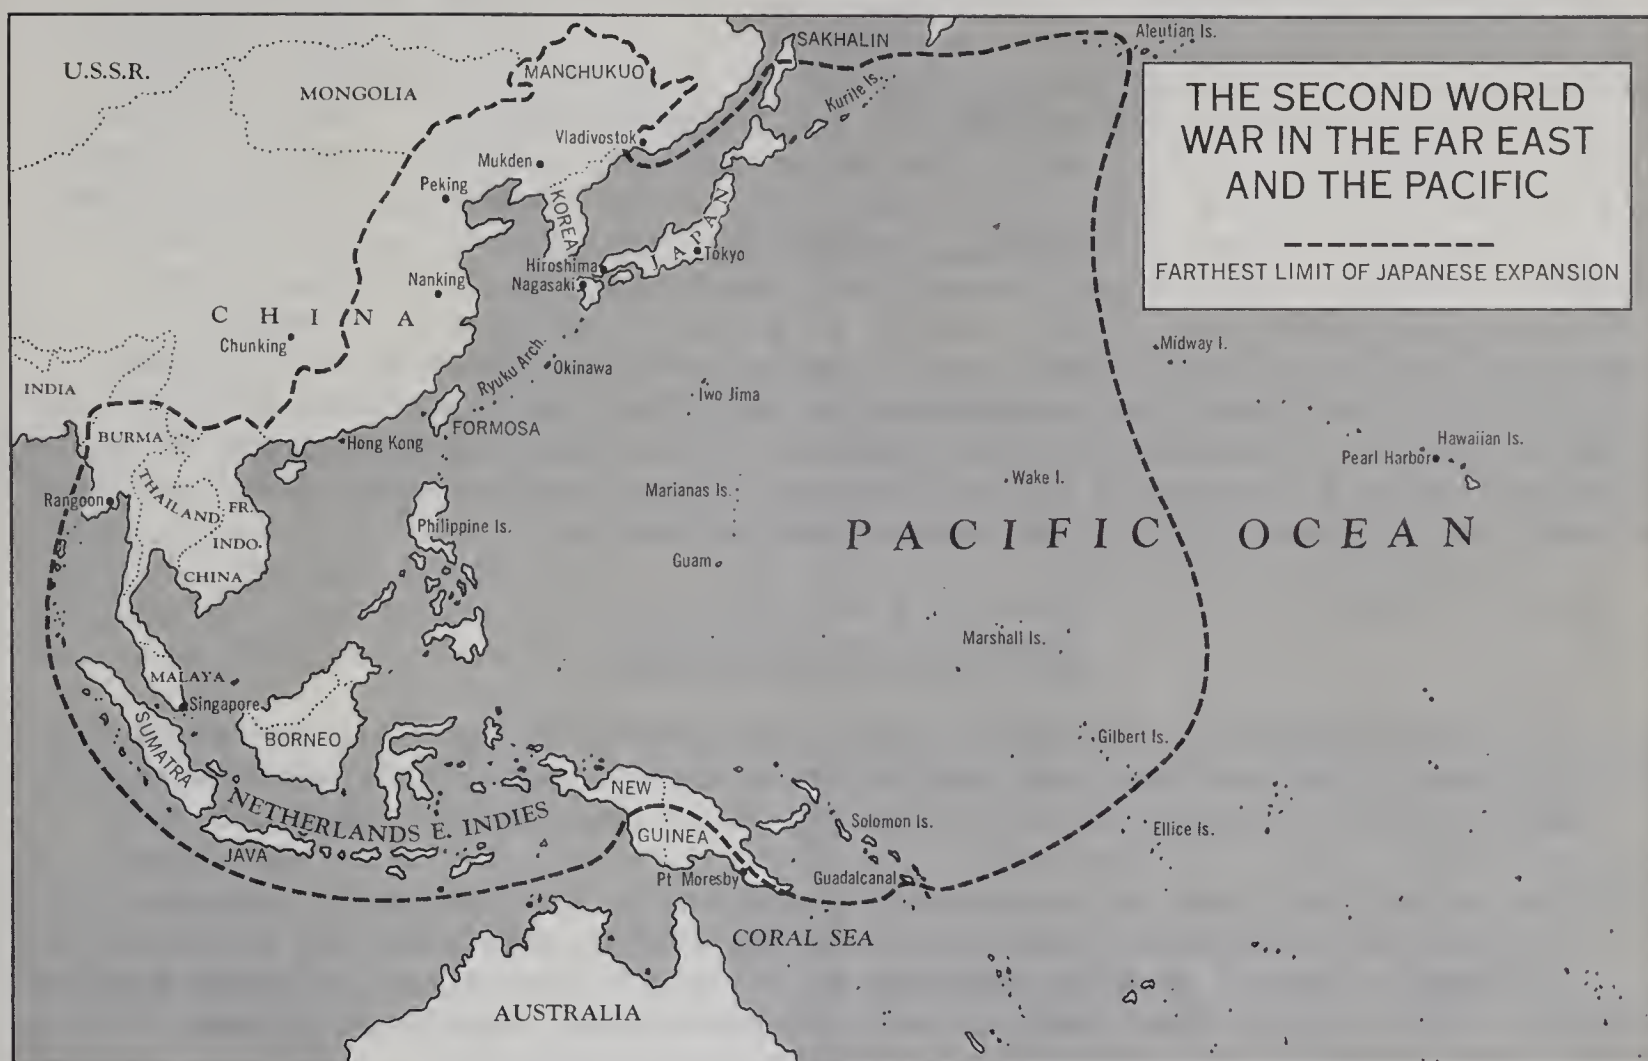 THE SECOND WORLD
WAR IN THE FAR EAST
AND THE PACIFIC
FARTHEST LIMIT OF JAPANESE EXPANSION
U.S.S.R.
MONGOLIA
MANCHUKUO
SAKHALIN
Aleutian Is.
Kurile Is.
Vladivostok
Mukden
Peking
KOREA
JAPAN
Tokyo
Hiroshima
Nagasaki
Nanking
CHINA
Chunking
Ryuku Arch.
Okinawa
Iwo Jima
Midway I.
INDIA
BURMA
FORMOSA
Hong Kong
Hawaiian Is.
Pearl Harbor
Rangoon
THAILAND
FR.
INDO.
CHINA
Philippine Is.
Marianas Is.
Wake I.
PACIFIC OCEAN
Guam
Marshall Is.
MALAYA
Singapore
SUMATRA
BORNEO
Gilbert Is.
NETHERLANDS E. INDIES
JAVA
NEW
GUINEA
Pt Moresby
Solomon Is.
Guadalcanal
Ellice Is.
CORAL SEA
AUSTRALIA